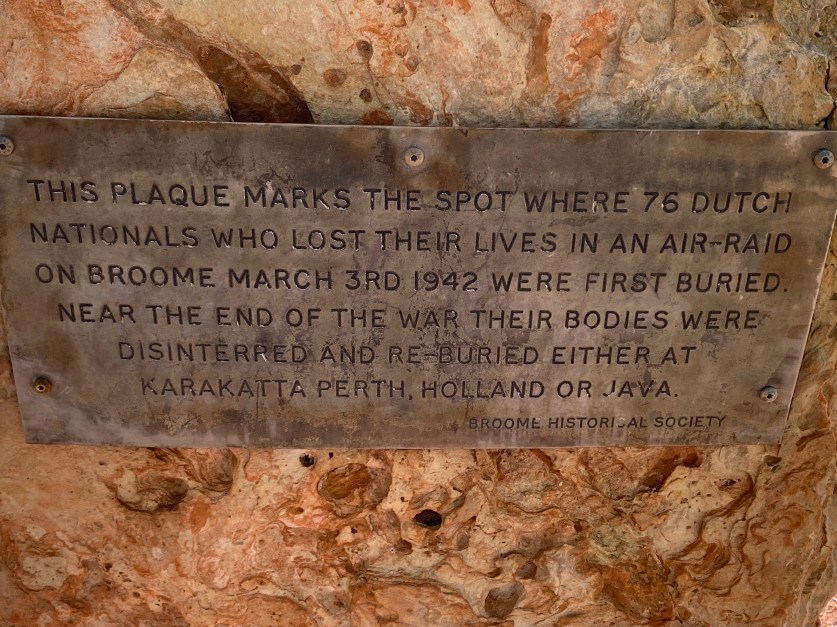 THIS PLAQUE MARKS THE SPOT WHERE 76 DUTCH
NATIONALS WHO LOST THEIR LIVES IN AN AIR-RAID
ON BROOME MARCH 3RD 1942 WERE FIRST BURIED.
NEAR THE END OF THE WAR THEIR BODIES WERE
DISINTERRED AND RE-BURIED EITHER AT
KARAKATTA PERTH, HOLLAND OR JAVA.
BROOME HISTORICAL SOCIETY